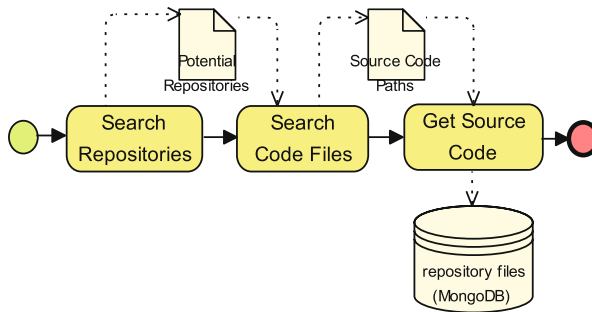 Potential
Repositories
Source Code
Paths
Search
Repositories
Search
Code Files
Get Source
Code
repository files
(MongoDB)